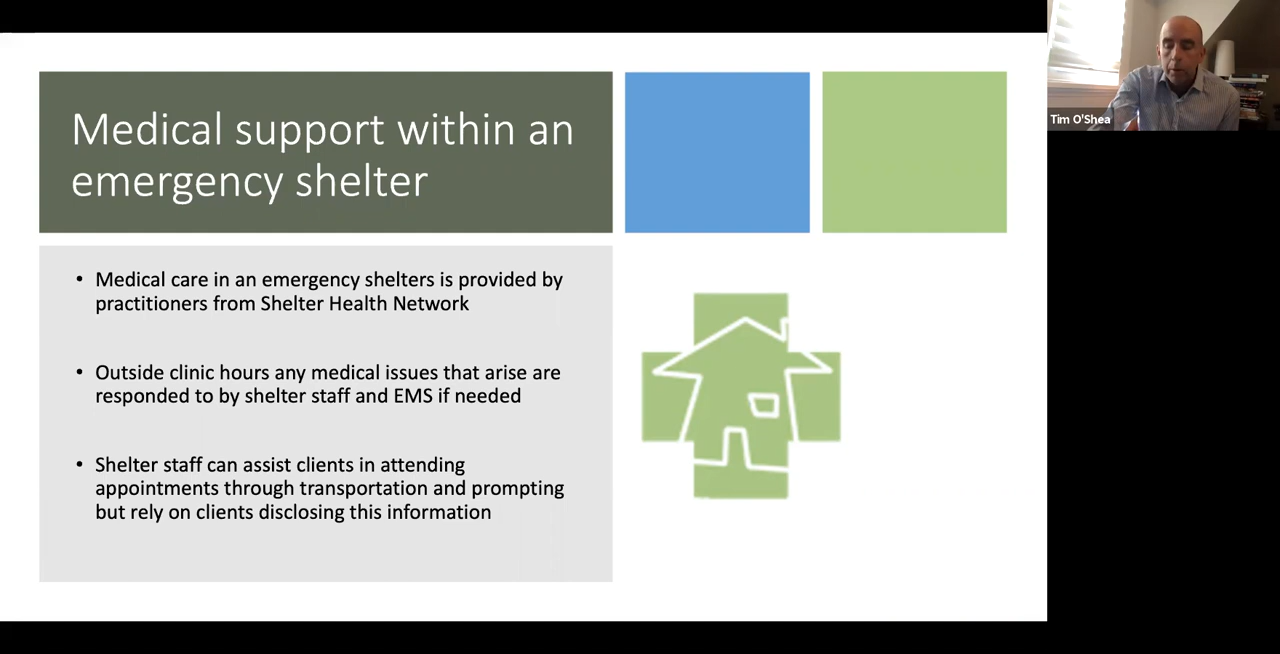 Medical support within an
emergency shelter
• Medical care in an emergency shelters is provided by
practitioners from Shelter Health Network
• Outside clinic hours any medical issues that arise are
responded to by shelter staff and EMS if needed
• Shelter staff can assist clients in attending
appointments through transportation and prompting
but rely on clients disclosing this information
Tim O'Shea